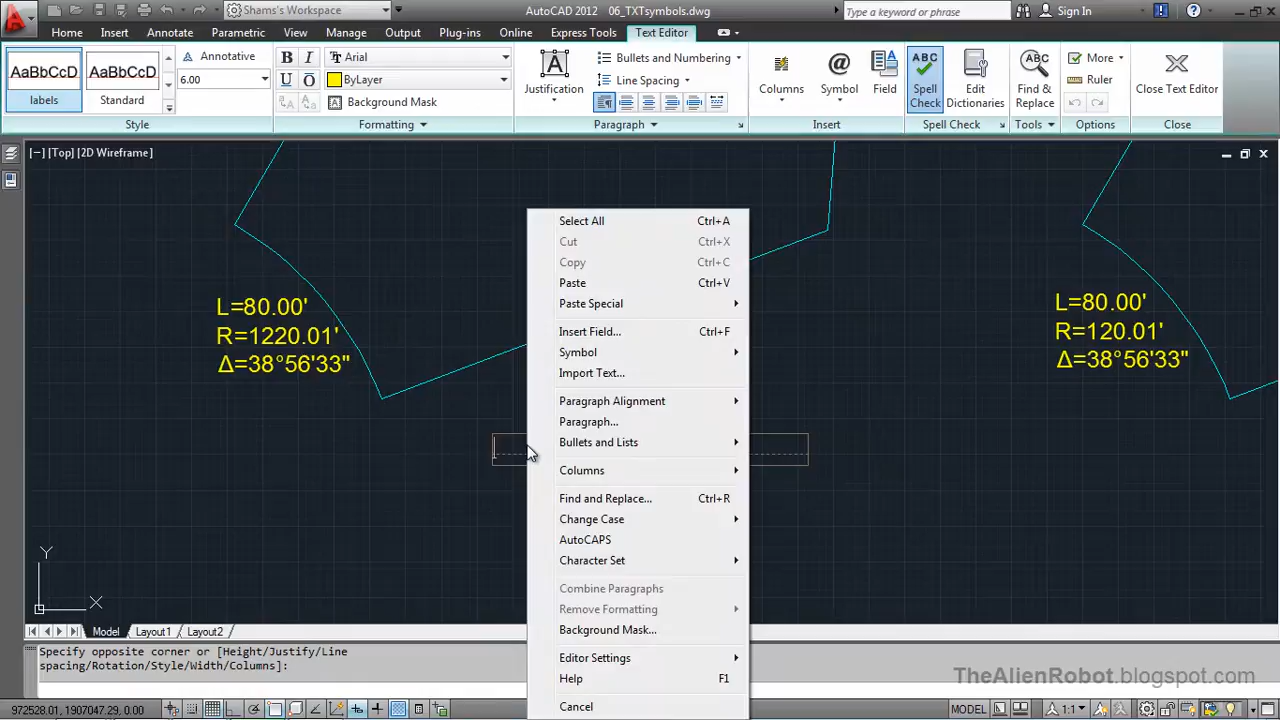 Shams's Workspace
AutoCAD 2012 06_TXTsymbols.dwg
Type a keyword or phrase
Sign In
Home Insert Annotate Parametric View Manage Output Plug-ins Online Express Tools Text Editor
AaBbCcD AaBbCcD
labels Standard
Annotative
6.00
Style
B I Arial
U O ByLayer
Background Mask
Formatting
Justification
Bullets and Numbering
Line Spacing
Paragraph
Columns
@
Symbol
Field
Insert
ABC
Spell
Check
Edit
Dictionaries
Spell Check
Find &
Replace
Tools
More
Ruler
Options
Close Text Editor
Close
[−] [Top] [2D Wireframe]
L=80.00'
R=1220.01'
Δ=38°56'33"
L=80.00'
R=120.01'
Δ=38°56'33"
Select All Ctrl+A
Cut Ctrl+X
Copy Ctrl+C
Paste Ctrl+V
Paste Special
Insert Field... Ctrl+F
Symbol
Import Text...
Paragraph Alignment
Paragraph...
Bullets and Lists
Columns
Find and Replace... Ctrl+R
Change Case
AutoCAPS
Character Set
Combine Paragraphs
Remove Formatting
Background Mask...
Editor Settings
Help F1
Cancel
Y
X
Model Layout1 Layout2
Specify opposite corner or [Height/Justify/Line
spacing/Rotation/Style/Width/Columns]:
TheAlienRobot.blogspot.com
972528.01, 1907047.29, 0.00
MODEL
1:1